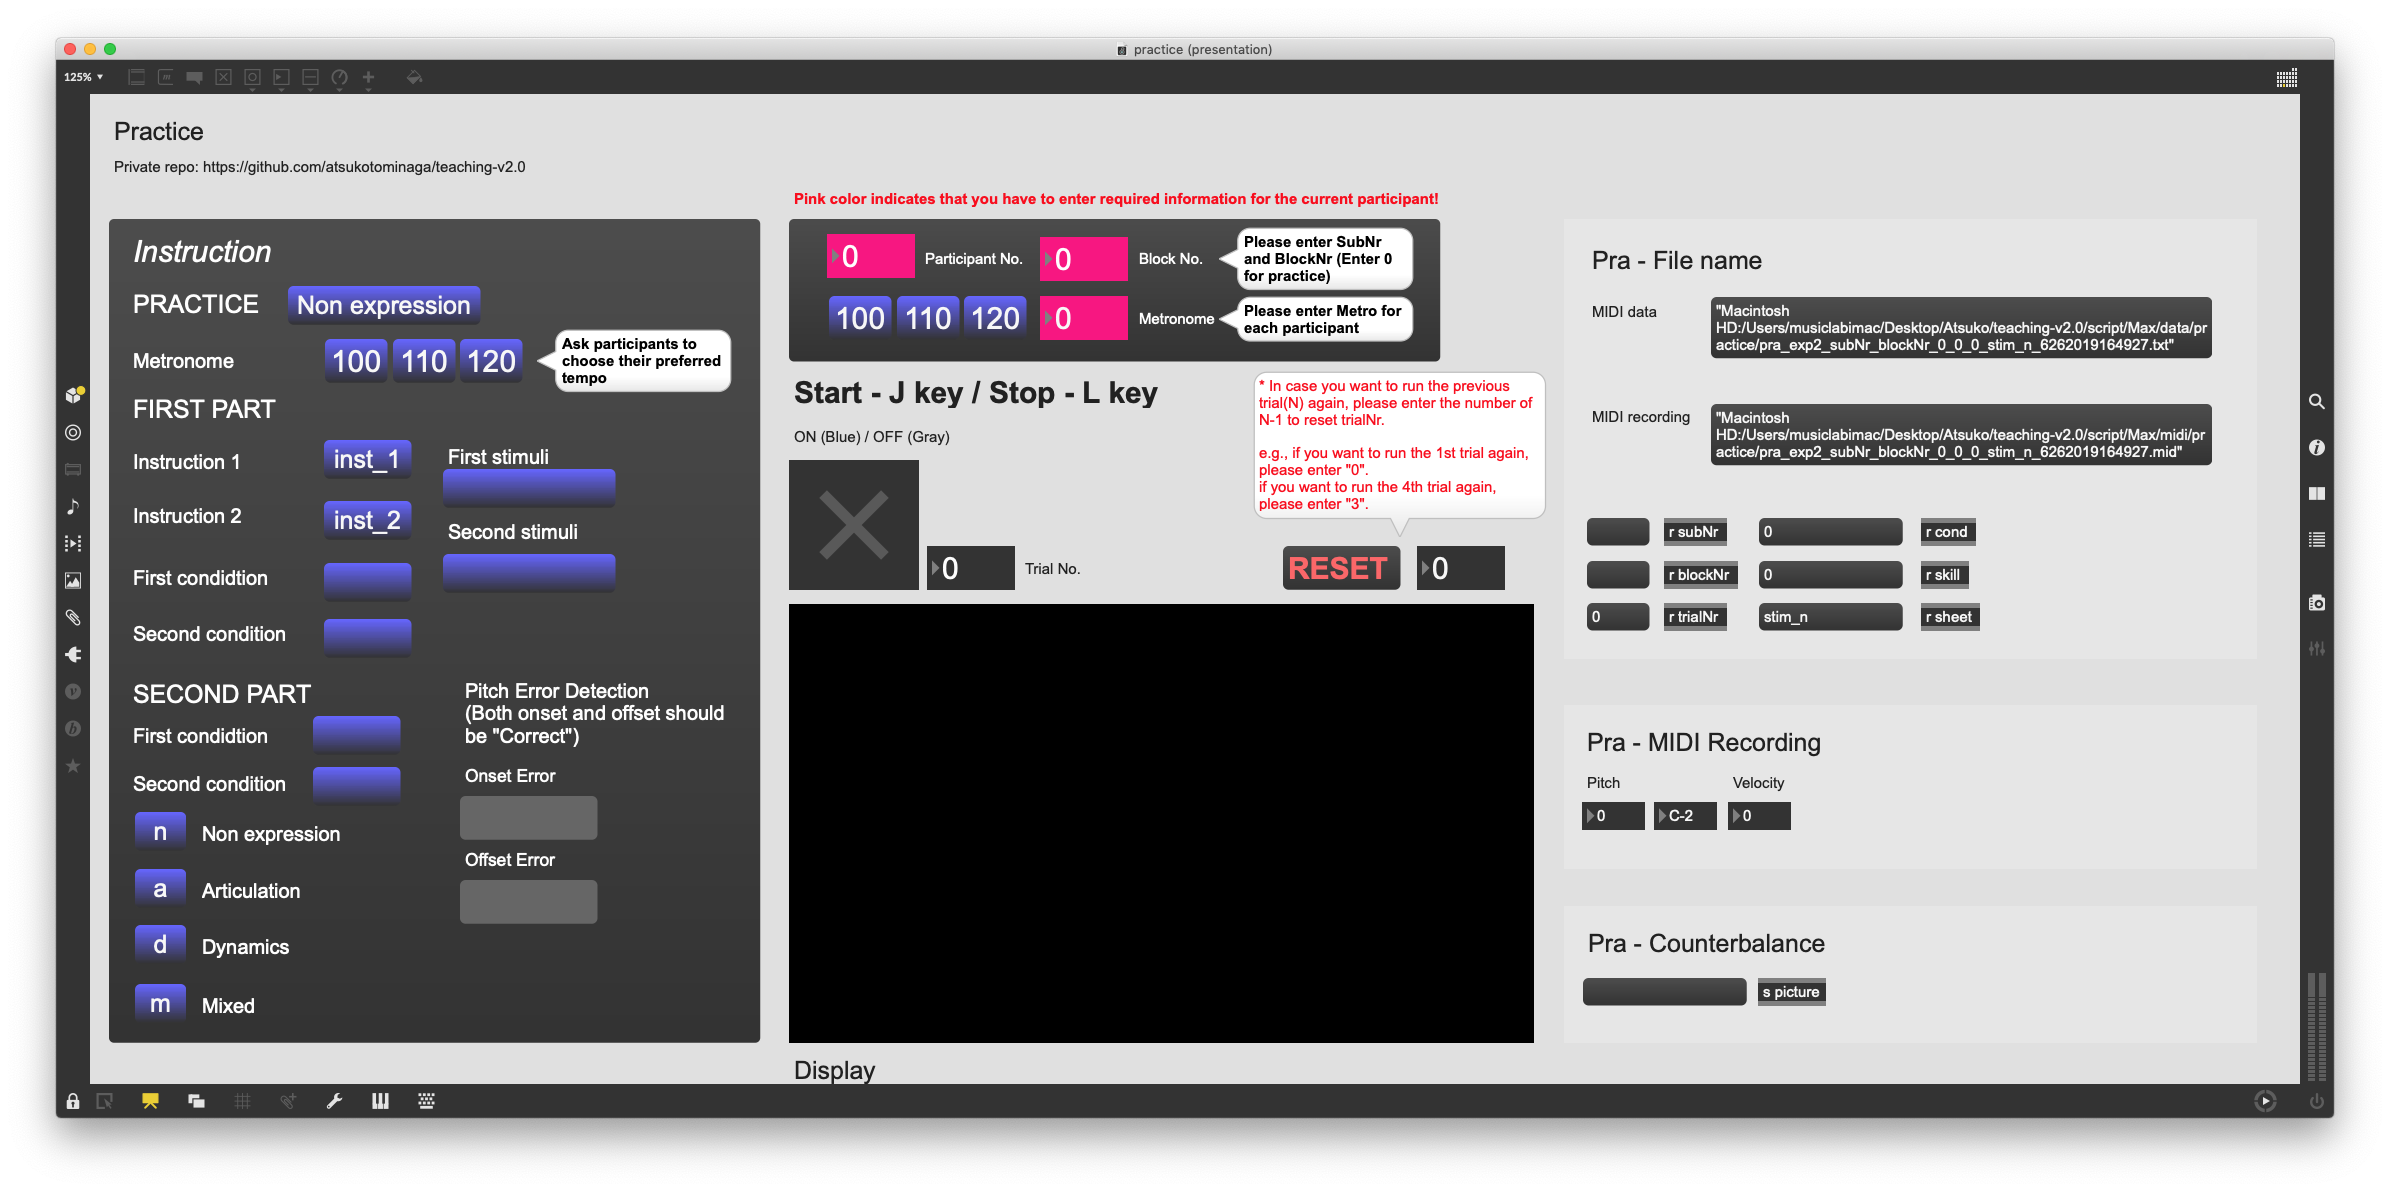 practice (presentation)
125%
Practice
Private repo: https://github.com/atsukotominaga/teaching-v2.0
Instruction
PRACTICE
Non expression
Metronome
100
110
120
Ask participants to
choose their preferred
tempo
FIRST PART
Instruction 1
inst_1
First stimuli
Instruction 2
inst_2
Second stimuli
First condidtion
Second condition
SECOND PART
First condidtion
Second condition
Pitch Error Detection
(Both onset and offset should
be "Correct")
Onset Error
Offset Error
n
Non expression
a
Articulation
d
Dynamics
m
Mixed
Pink color indicates that you have to enter required information for the current participant!
0
Participant No.
0
Block No.
Please enter SubNr
and BlockNr (Enter 0
for practice)
100
110
120
0
Metronome
Please enter Metro for
each participant
Start - J key / Stop - L key
ON (Blue) / OFF (Gray)
* In case you want to run the previous
trial(N) again, please enter the number of
N-1 to reset trialNr.
e.g., if you want to run the 1st trial again,
please enter "0".
if you want to run the 4th trial again,
please enter "3".
0
Trial No.
RESET
0
Display
Pra - File name
MIDI data
"Macintosh
HD:/Users/musiclabimac/Desktop/Atsuko/teaching-v2.0/script/Max/data/pr
actice/pra_exp2_subNr_blockNr_0_0_0_stim_n_6262019164927.txt"
MIDI recording
"Macintosh
HD:/Users/musiclabimac/Desktop/Atsuko/teaching-v2.0/script/Max/midi/pr
actice/pra_exp2_subNr_blockNr_0_0_0_stim_n_6262019164927.mid"
r subNr
0
r cond
r blockNr
0
r skill
0
r trialNr
stim_n
r sheet
Pra - MIDI Recording
Pitch
Velocity
0
C-2
0
Pra - Counterbalance
s picture